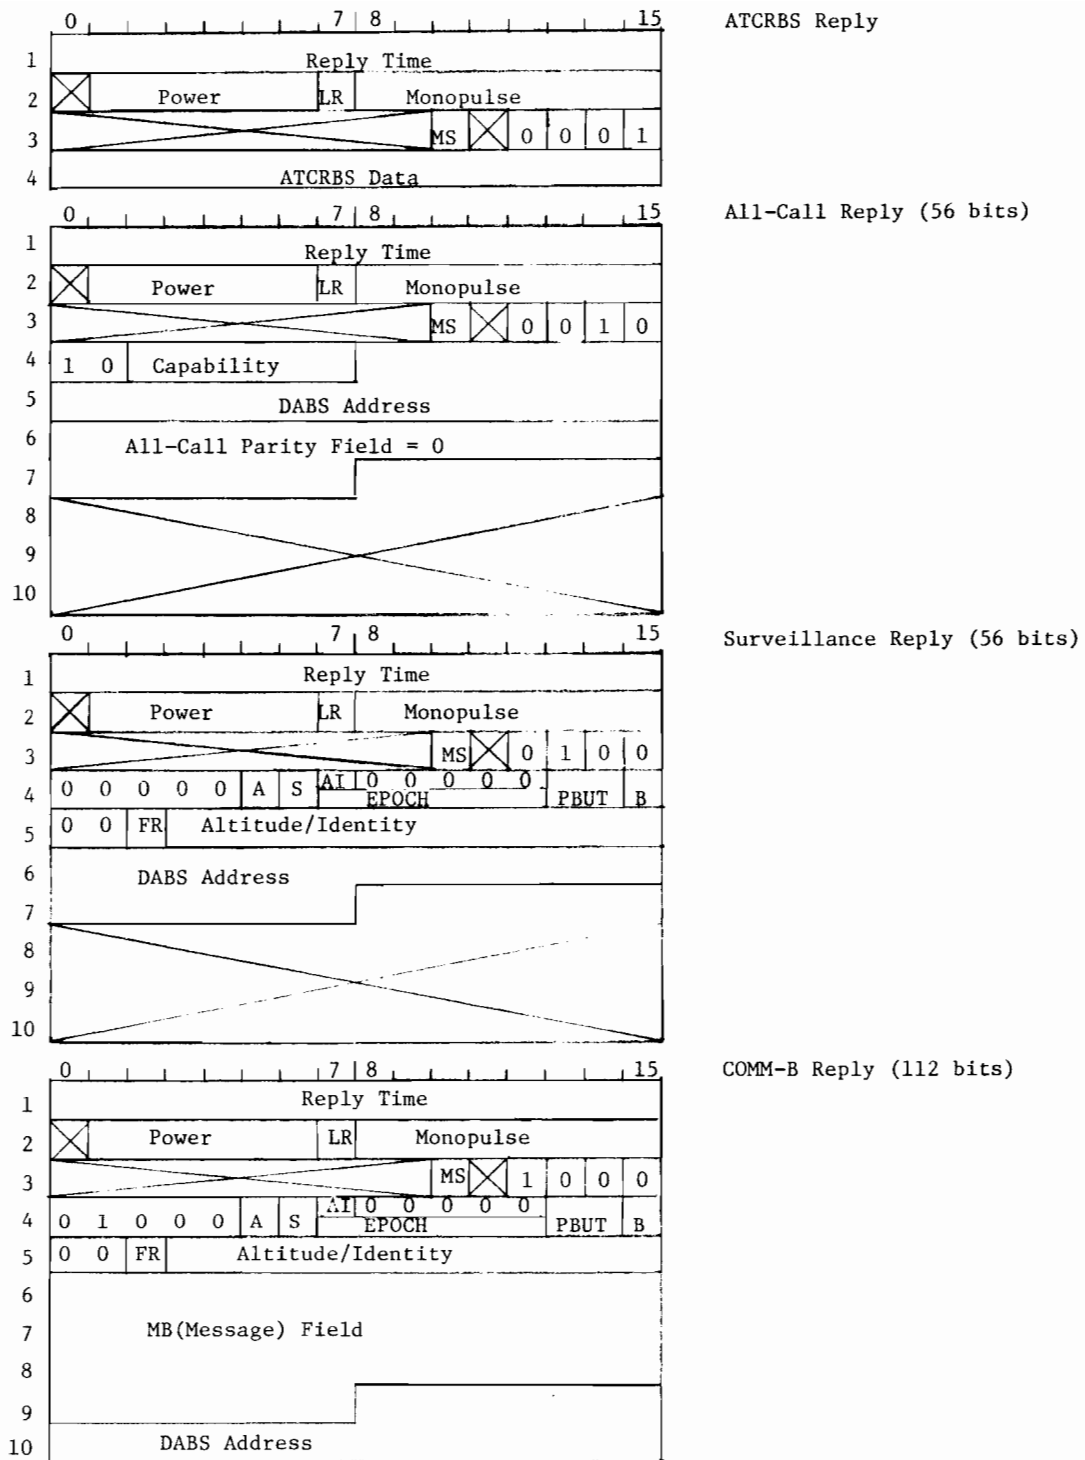 0 7 8 15 ATCRBS Reply
1 Reply Time
2 Power LR Monopulse
3 MS 0 0 0 1
4 ATCRBS Data
0 7 8 15 All-Call Reply (56 bits)
1 Reply Time
2 Power LR Monopulse
3 MS 0 0 1 0
4 1 0 Capability
5 DABS Address
6 All-Call Parity Field = 0
7
8
9
10
0 7 8 15 Surveillance Reply (56 bits)
1 Reply Time
2 Power LR Monopulse
3 MS 0 1 0 0
4 0 0 0 0 0 A S AI 0 0 0 0 0 EPOCH PBUT B
5 0 0 FR Altitude/Identity
6 DABS Address
7
8
9
10
0 7 8 15 COMM-B Reply (112 bits)
1 Reply Time
2 Power LR Monopulse
3 MS 1 0 0 0
4 0 1 0 0 0 A S AI 0 0 0 0 0 EPOCH PBUT B
5 0 0 FR Altitude/Identity
6
7 MB(Message) Field
8
9
10 DABS Address